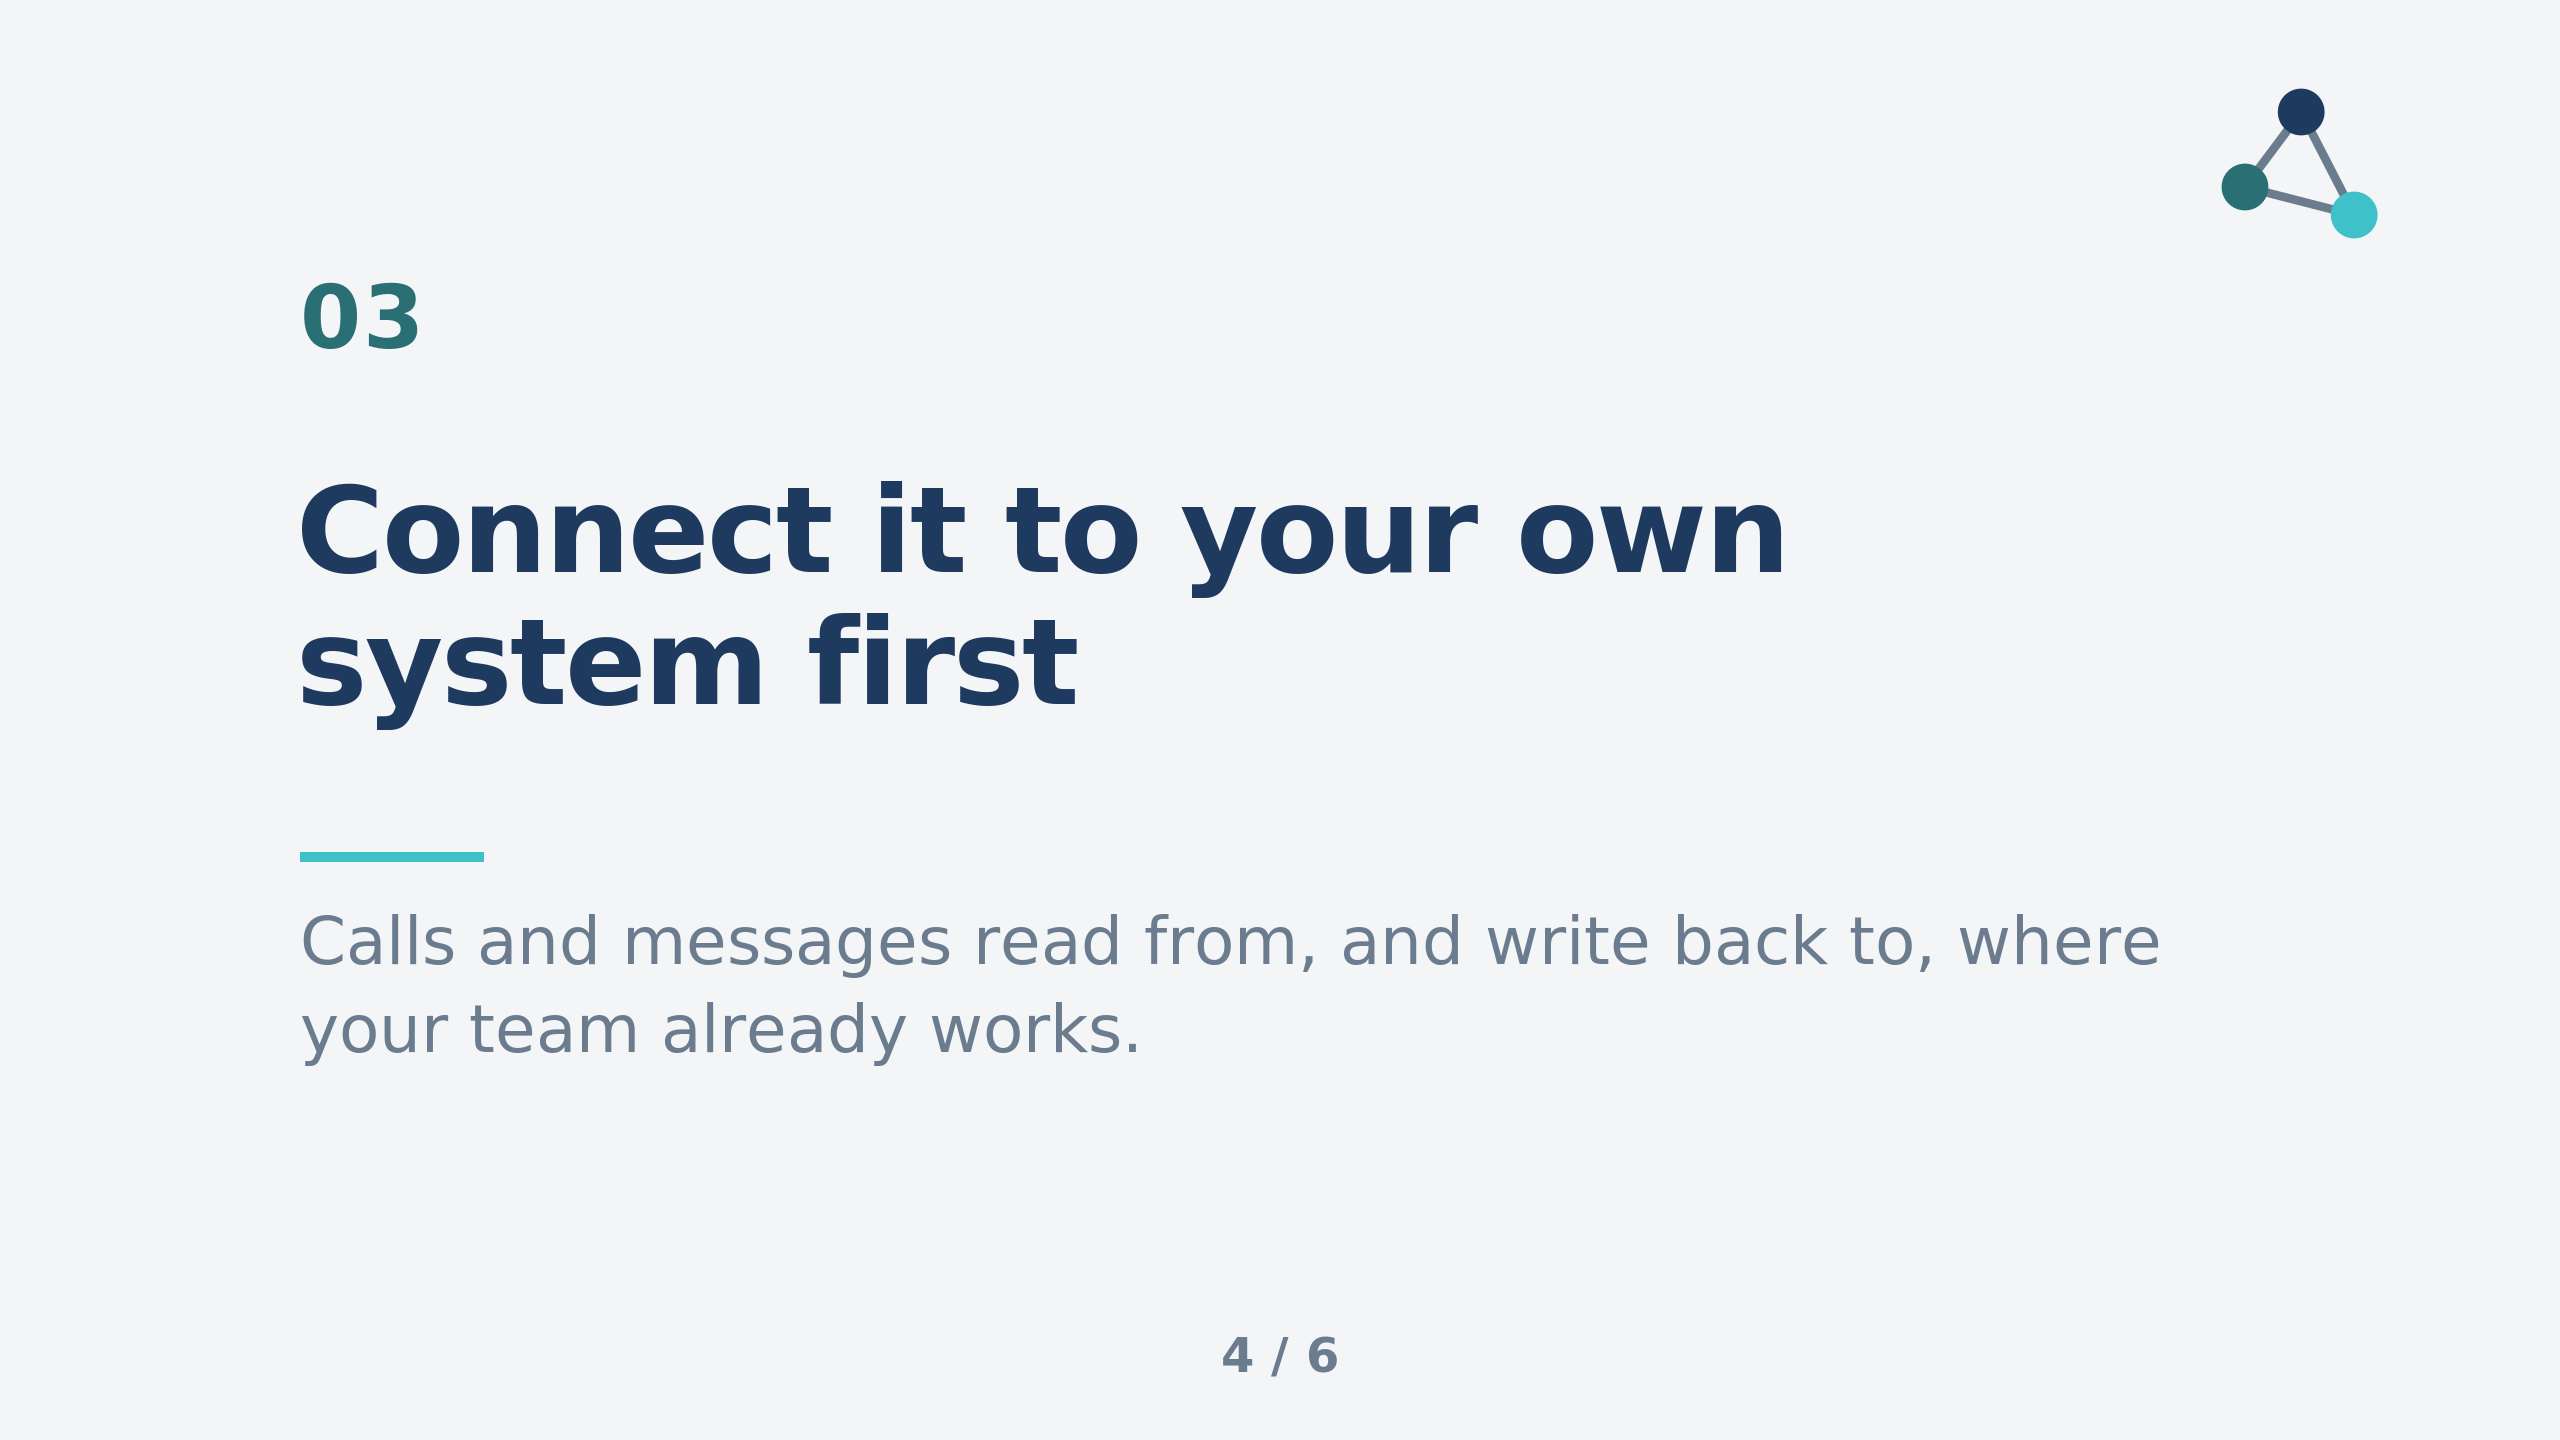 03
Connect it to your own
system first
Calls and messages read from, and write back to, where
your team already works.
4 / 6